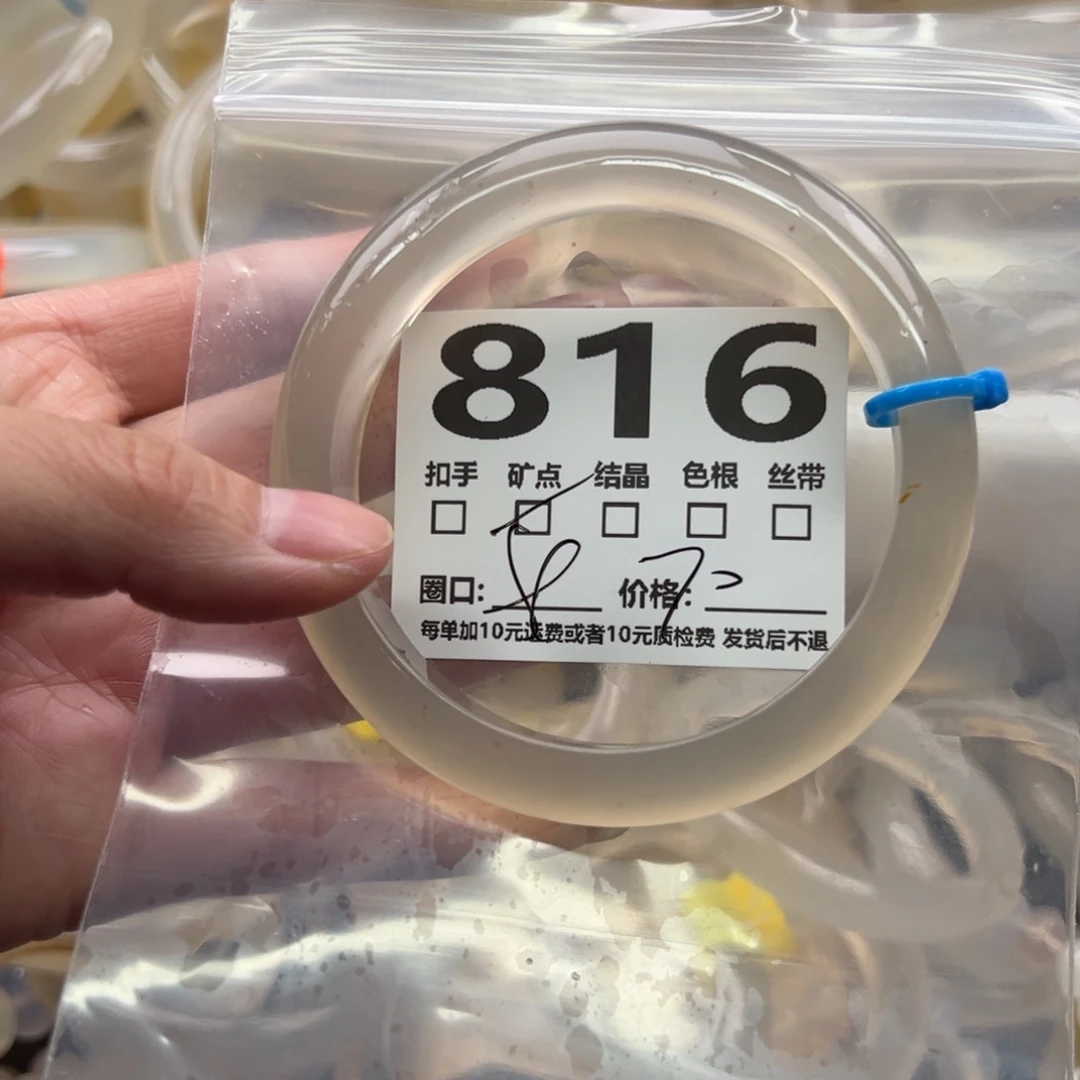 816
扣手 矿点 结晶 色根 丝带
圈口: 价格:
每单加10元运费或者10元质检费 发货后不退